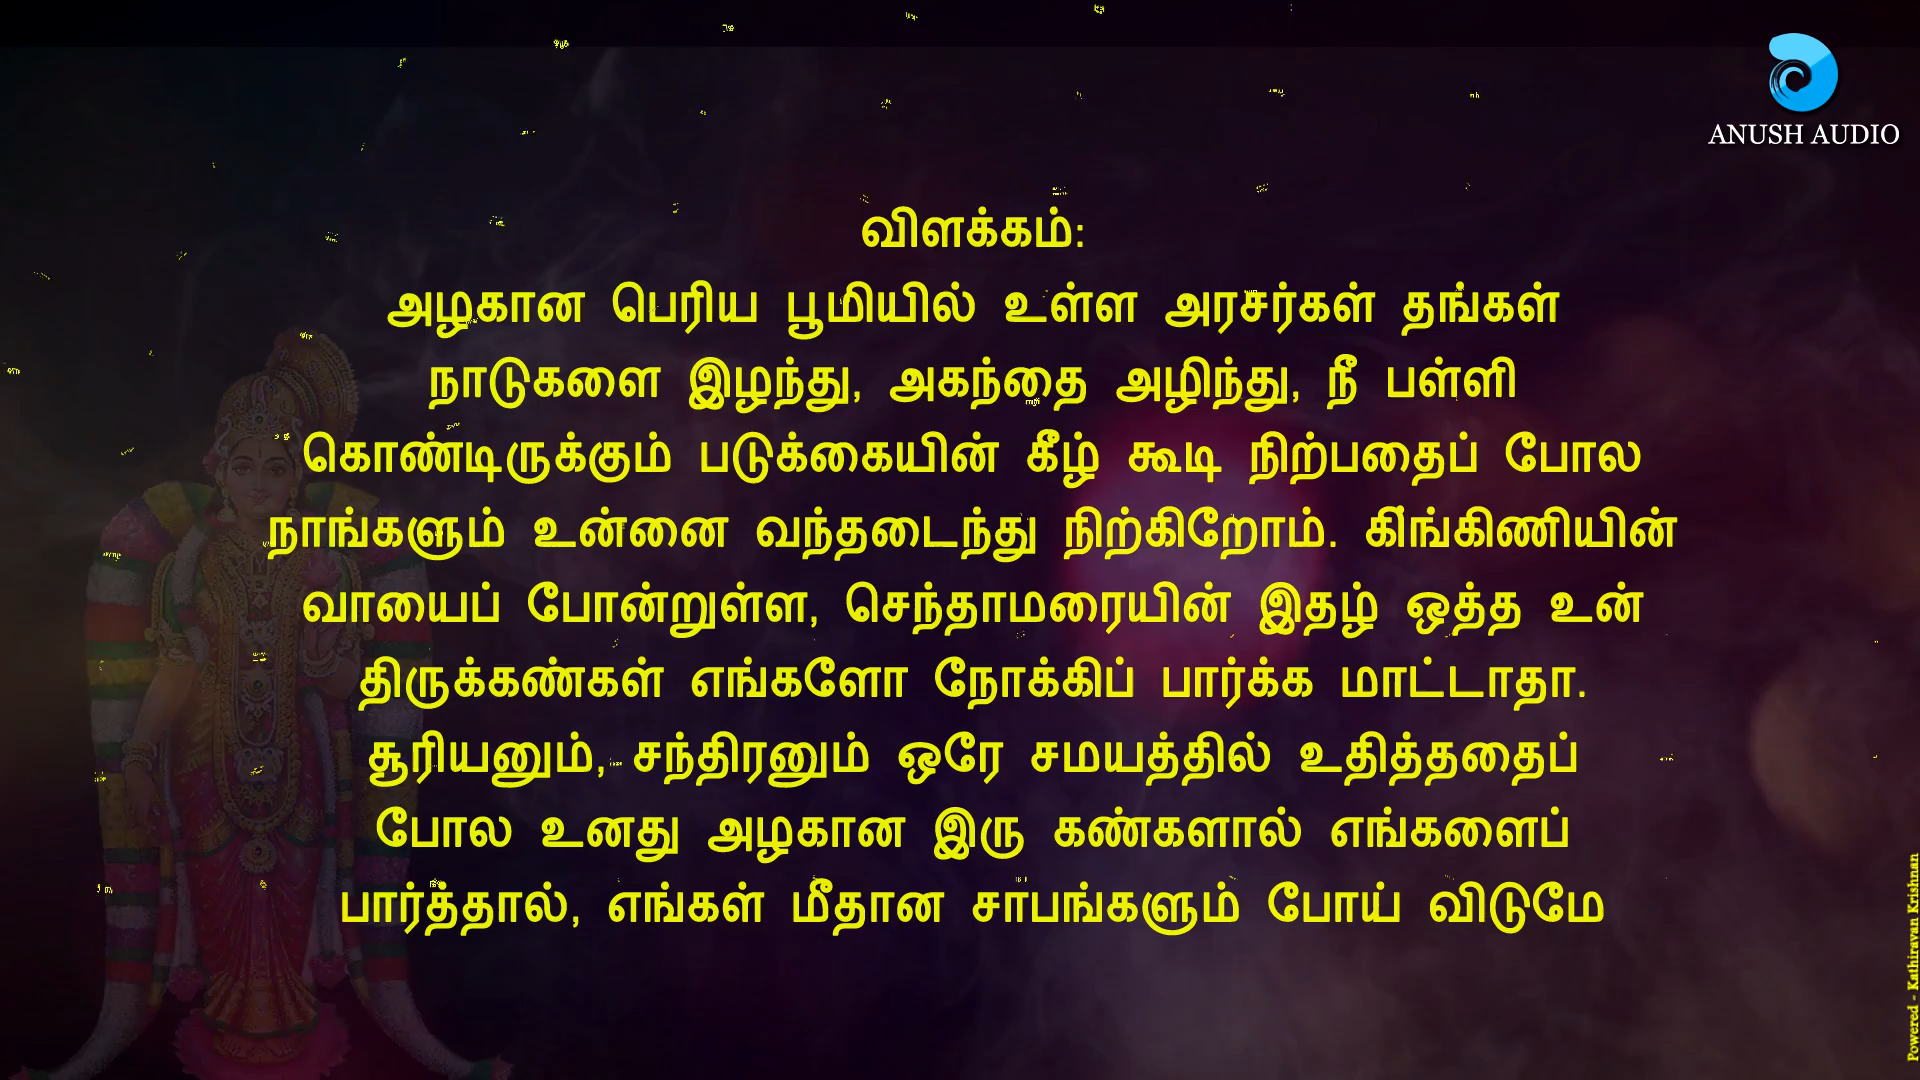 ANUSH AUDIO
விளக்கம்:
அழகான பெரிய பூமியில் உள்ள அரசர்கள் தங்கள்
நாடுகளை இழந்து, அகந்தை அழிந்து, நீ பள்ளி
கொண்டிருக்கும் படுக்கையின் கீழ் கூடி நிற்பதைப் போல
நாங்களும் உன்னை வந்தடைந்து நிற்கிறோம். கிங்கிணியின்
வாயைப் போன்றுள்ள, செந்தாமரையின் இதழ் ஒத்த உன்
திருக்கண்கள் எங்களோ நோக்கிப் பார்க்க மாட்டாதா.
சூரியனும், சந்திரனும் ஒரே சமயத்தில் உதித்ததைப்
போல உனது அழகான இரு கண்களால் எங்களைப்
பார்த்தால், எங்கள் மீதான சாபங்களும் போய் விடுமே
Powered - Kathiravan Krishnan